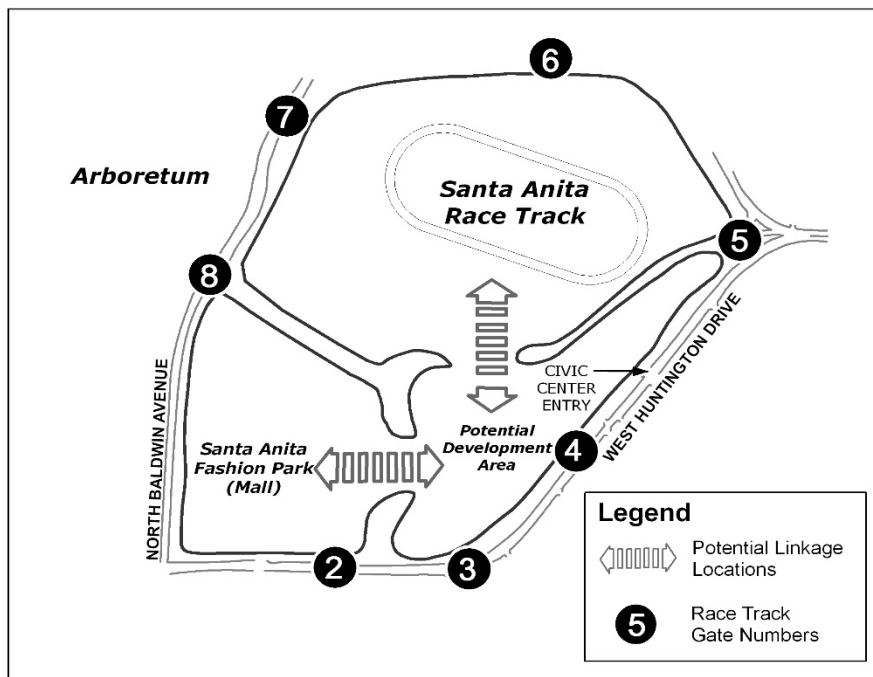 6
7
Arboretum
Santa Anita
Race Track
5
8
CIVIC
CENTER
ENTRY
WEST HUNTINGTON DRIVE
NORTH BALDWIN AVENUE
Santa Anita
Fashion Park
(Mall)
Potential
Development
Area
4
2
3
Legend
Potential Linkage
Locations
5
Race Track
Gate Numbers